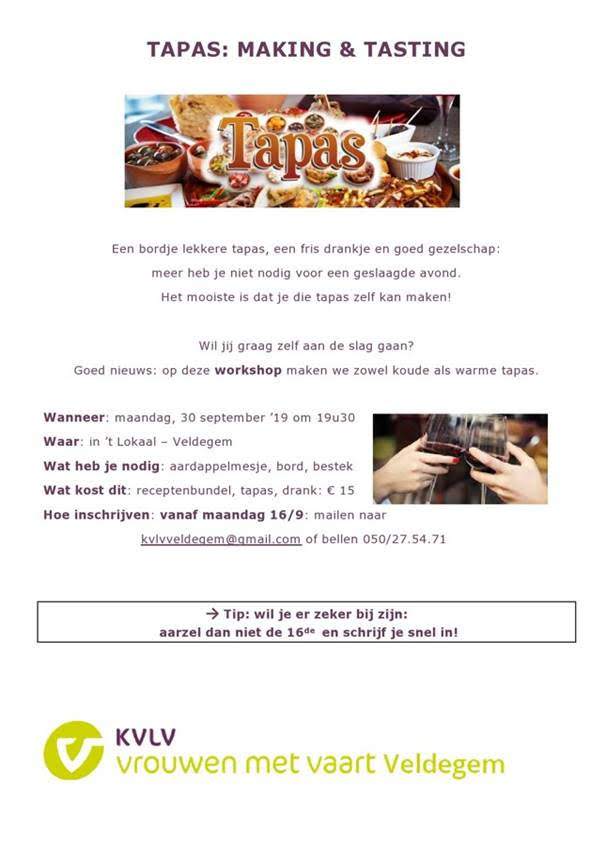 TAPAS: MAKING & TASTING
Tapas
Een bordje lekkere tapas, een fris drankje en goed gezelschap:
meer heb je niet nodig voor een geslaagde avond.
Het mooiste is dat je die tapas zelf kan maken!
Wil jij graag zelf aan de slag gaan?
Goed nieuws: op deze workshop maken we zowel koude als warme tapas.
Wanneer: maandag, 30 september ’19 om 19u30
Waar: in ’t Lokaal – Veldegem
Wat heb je nodig: aardappelmesje, bord, bestek
Wat kost dit: receptenbundel, tapas, drank: € 15
Hoe inschrijven: vanaf maandag 16/9: mailen naar
kvlvveldegem@gmail.com of bellen 050/27.54.71
→ Tip: wil je er zeker bij zijn:
aarzel dan niet de 16de en schrijf je snel in!
KVLV
vrouwen met vaart Veldegem